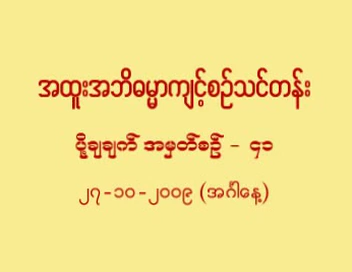 အထူးအဘိဓမ္မာကျင့်စဉ်သင်တန်း
ပို့ချချက် အမှတ်စဉ် - ၄၁
၂၇-၁၀-၂၀၀၉ (အင်္ဂါနေ့)